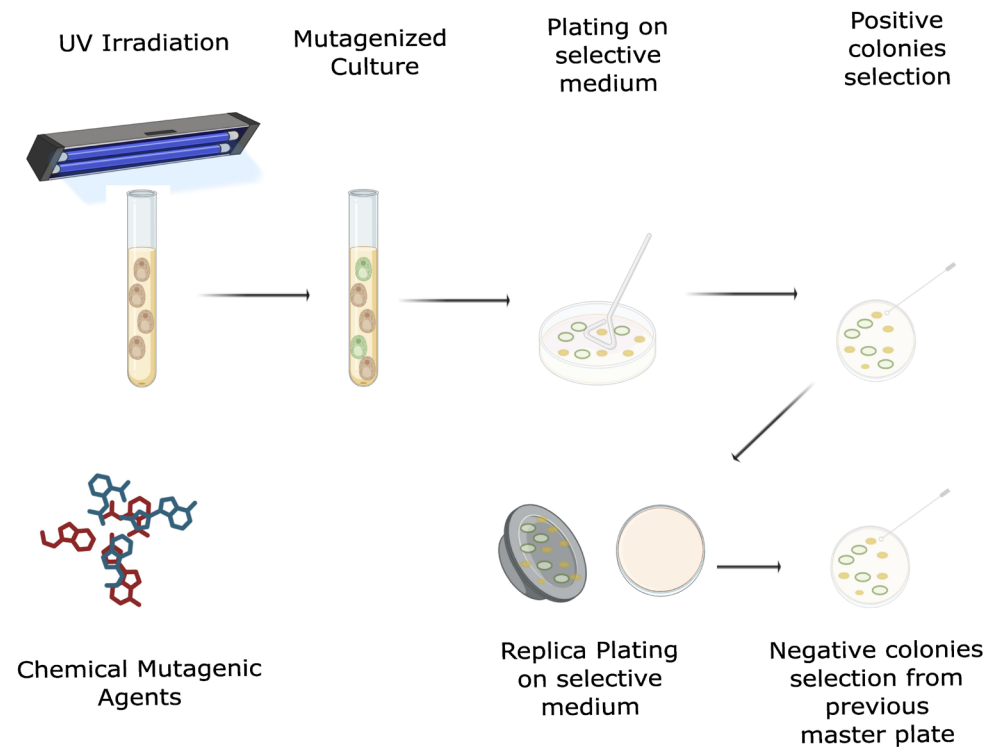 UV Irradiation
Mutagenized
Culture
Plating on
selective
medium
Positive
colonies
selection
Chemical Mutagenic
Agents
Replica Plating
on selective
medium
Negative colonies
selection from
previous
master plate